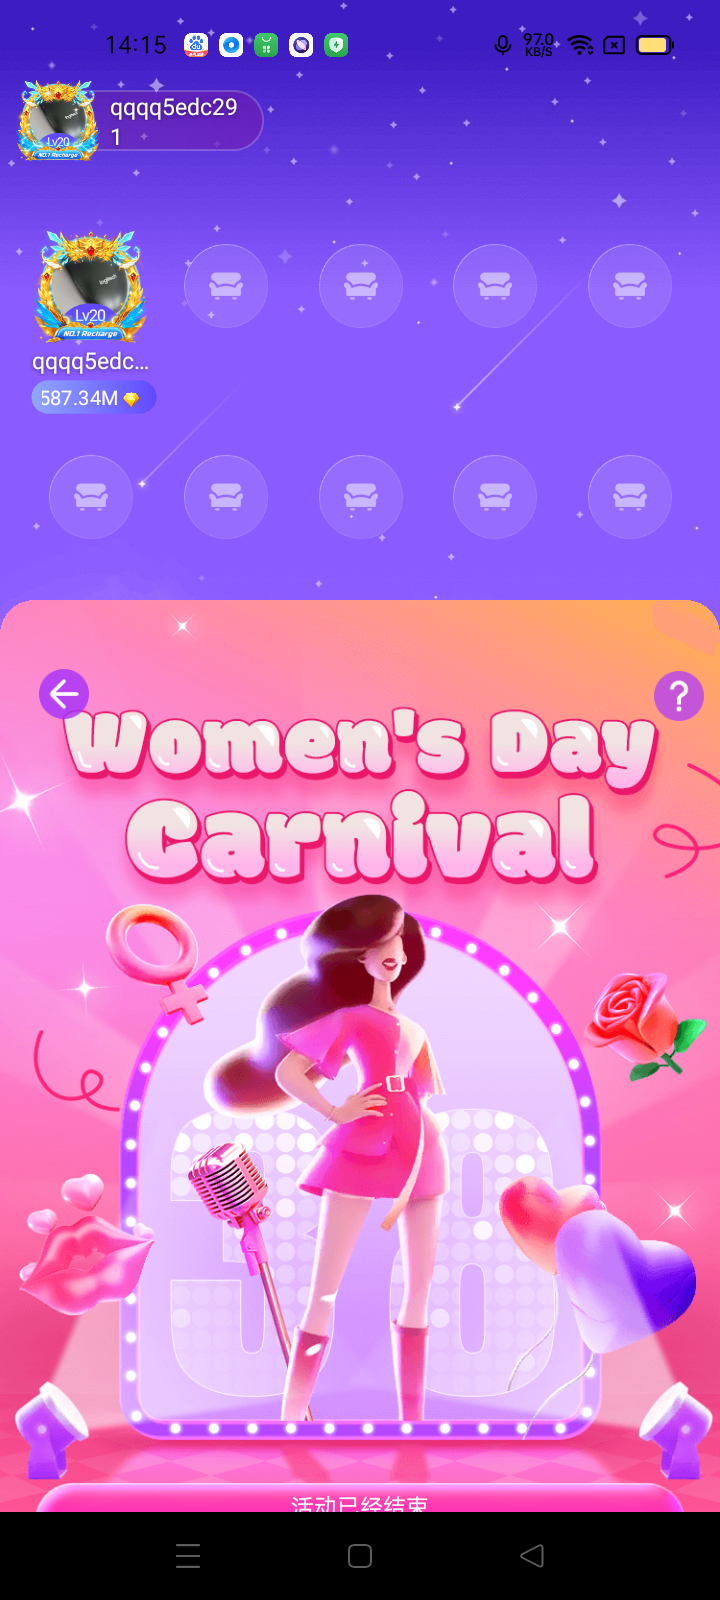 14:15
97.0
KB/S
qqqq5edc29
1
Lv20
NO.1 Recharge
logitech
Lv20
NO.1 Recharge
qqqq5edc...
587.34M
?
Women's Day
Carnival
38
活动已经结束